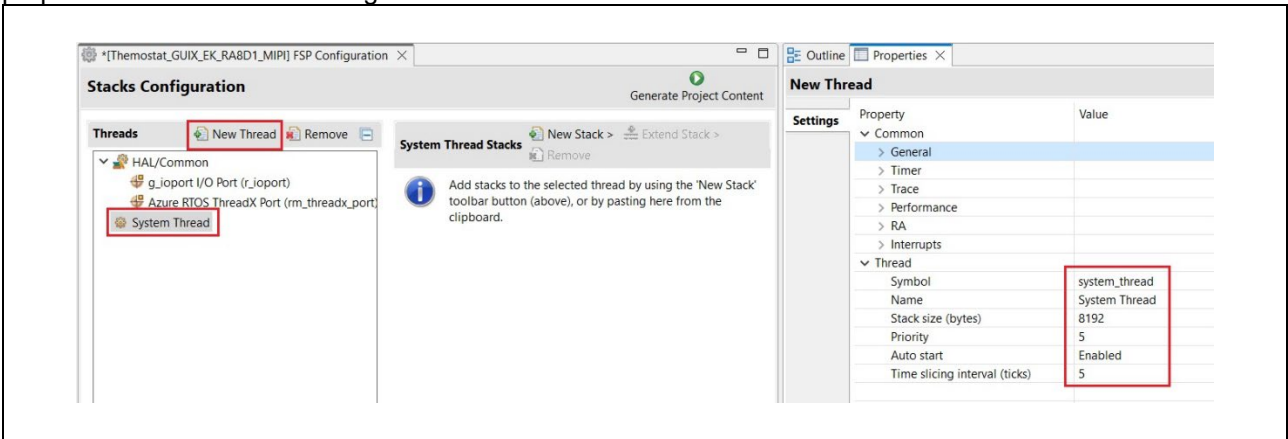 *[Themostat_GUIX_EK_RA8D1_MIPI] FSP Configuration
Stacks Configuration
Generate Project Content
Threads
New Thread
Remove
HAL/Common
g_ioport I/O Port (r_ioport)
Azure RTOS ThreadX Port (rm_threadx_port)
System Thread
System Thread Stacks
New Stack >
Extend Stack >
Remove
Add stacks to the selected thread by using the 'New Stack'
toolbar button (above), or by pasting here from the
clipboard.
Outline
Properties
New Thread
Settings
Property Value
Common
General
Timer
Trace
Performance
RA
Interrupts
Thread
Symbol system_thread
Name System Thread
Stack size (bytes) 8192
Priority 5
Auto start Enabled
Time slicing interval (ticks) 5